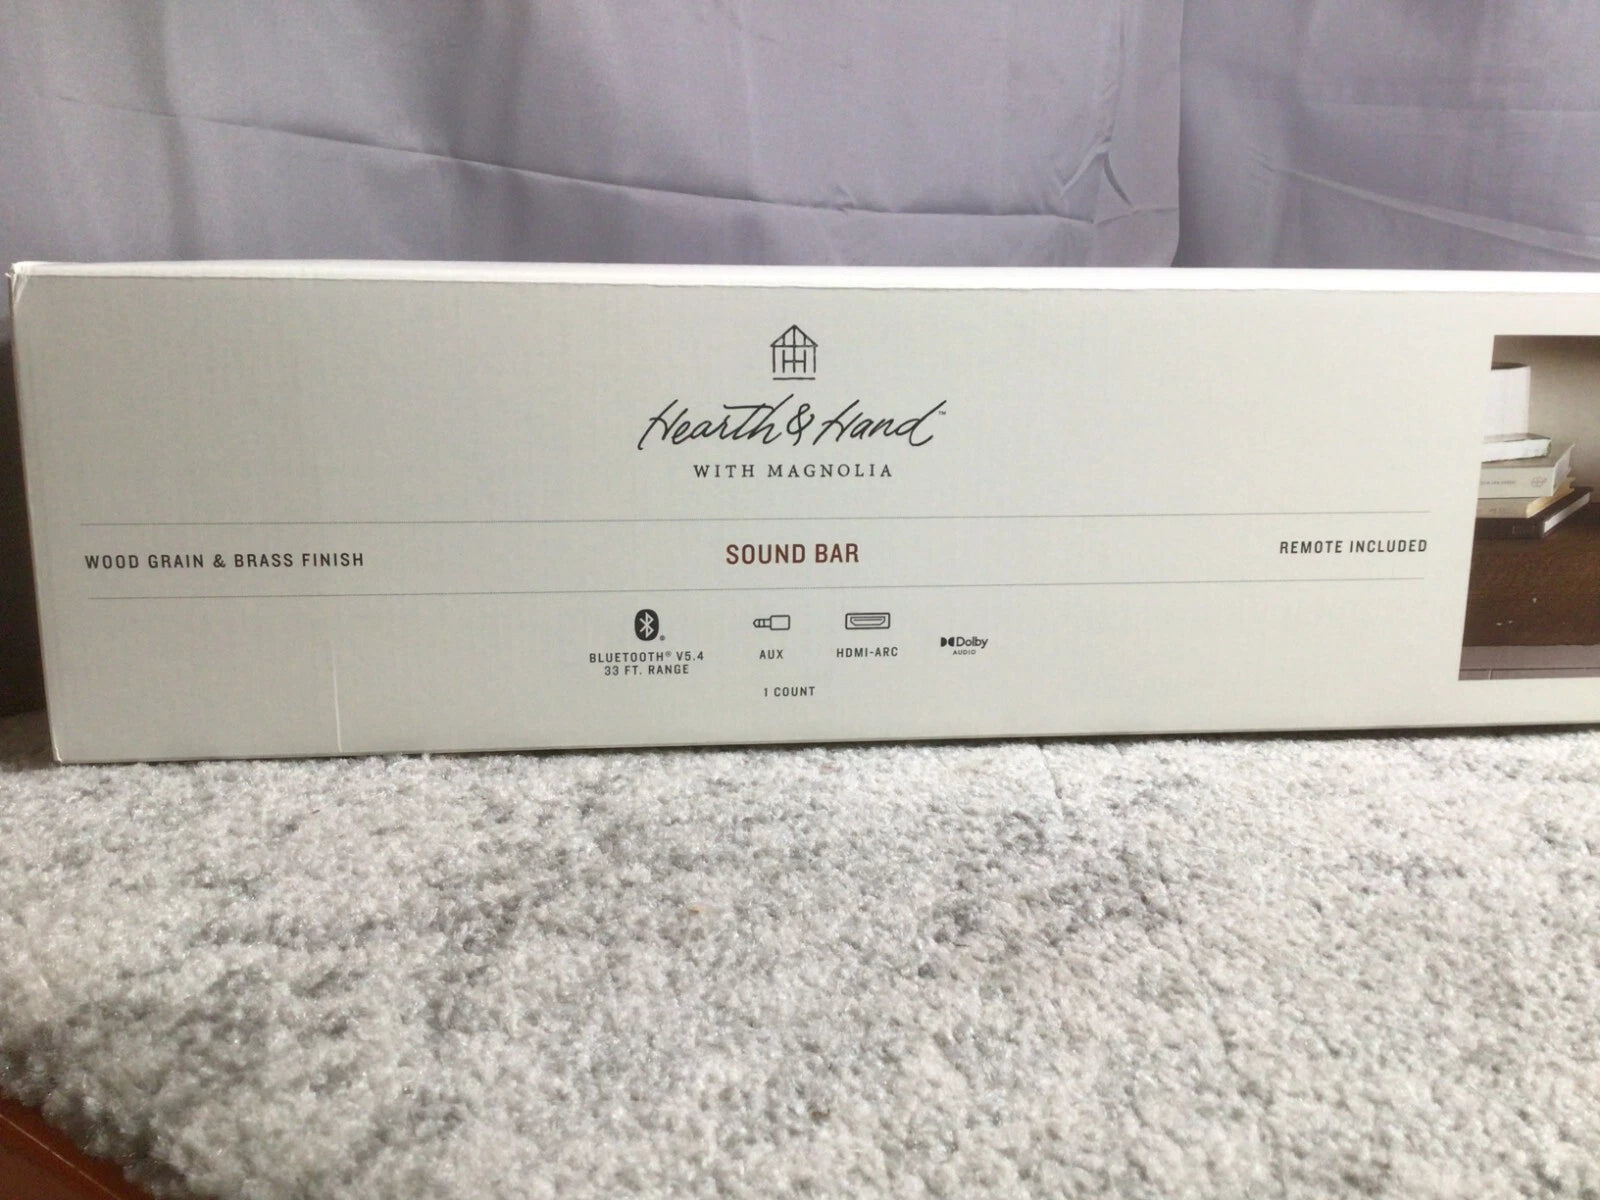 Hearth & Hand™
WITH MAGNOLIA
WOOD GRAIN & BRASS FINISH
SOUND BAR
REMOTE INCLUDED
BLUETOOTH® V5.4
33 FT. RANGE
AUX
HDMI-ARC
Dolby
AUDIO
1 COUNT